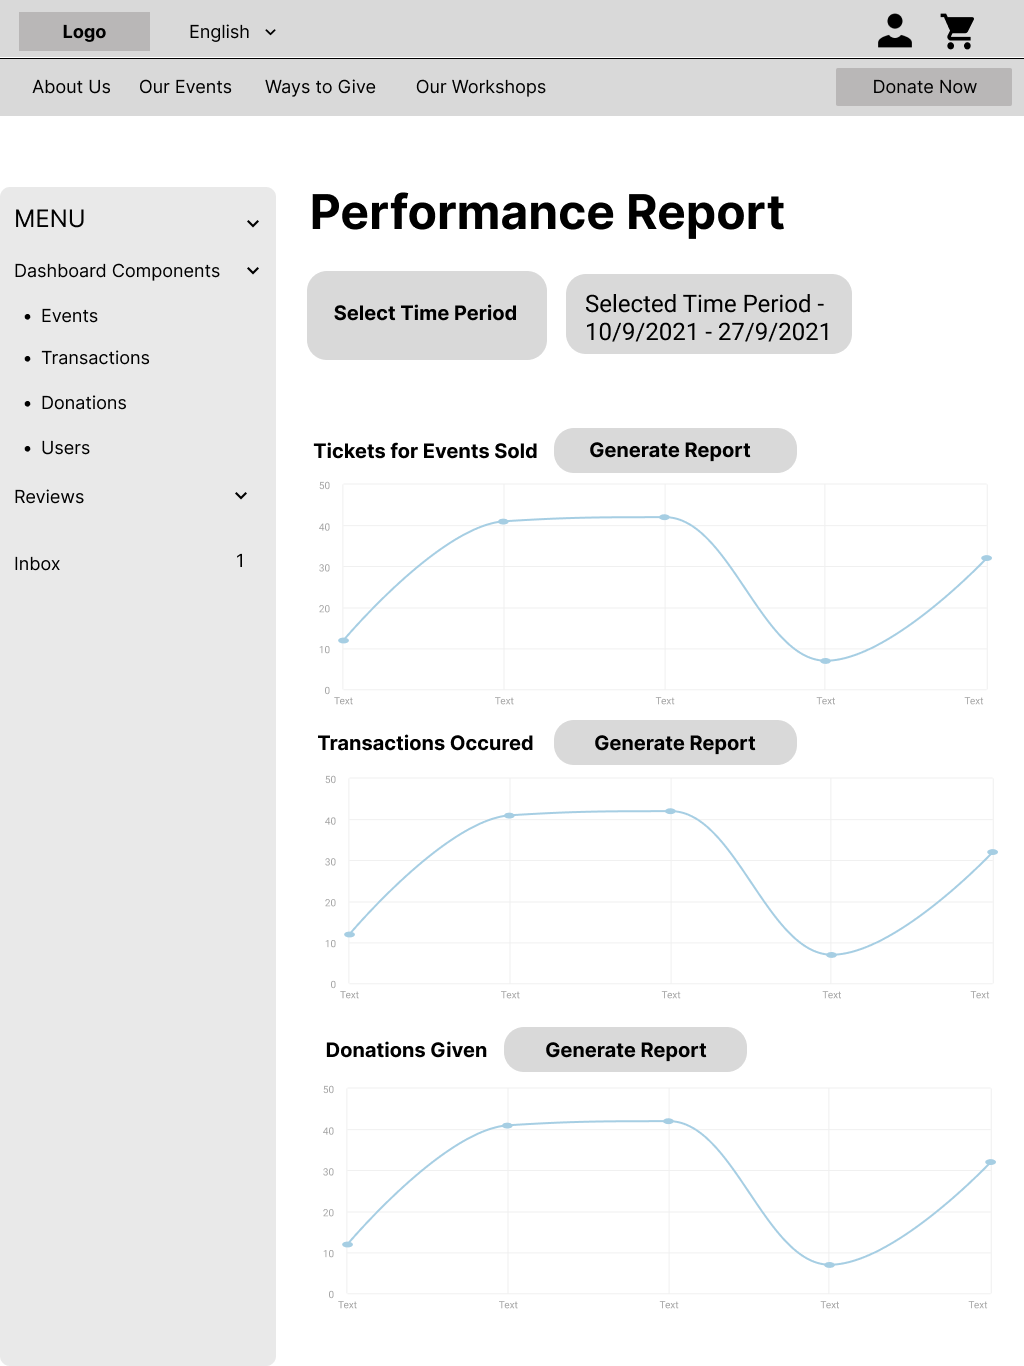 Logo
English
About Us
Our Events
Ways to Give
Our Workshops
Donate Now
MENU
Dashboard Components
• Events
• Transactions
• Donations
• Users
Reviews
Inbox 1
Performance Report
Select Time Period
Selected Time Period -
10/9/2021 - 27/9/2021
Tickets for Events Sold
Generate Report
50
40
30
20
10
0
Text Text Text Text Text
Transactions Occured
Generate Report
50
40
30
20
10
0
Text Text Text Text Text
Donations Given
Generate Report
50
40
30
20
10
0
Text Text Text Text Text